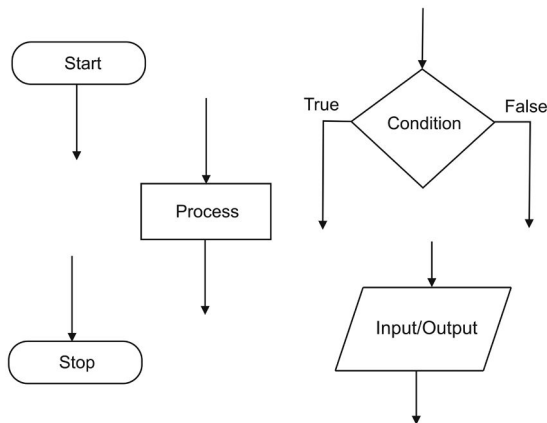 Start
True
Condition
False
Process
Input/Output
Stop